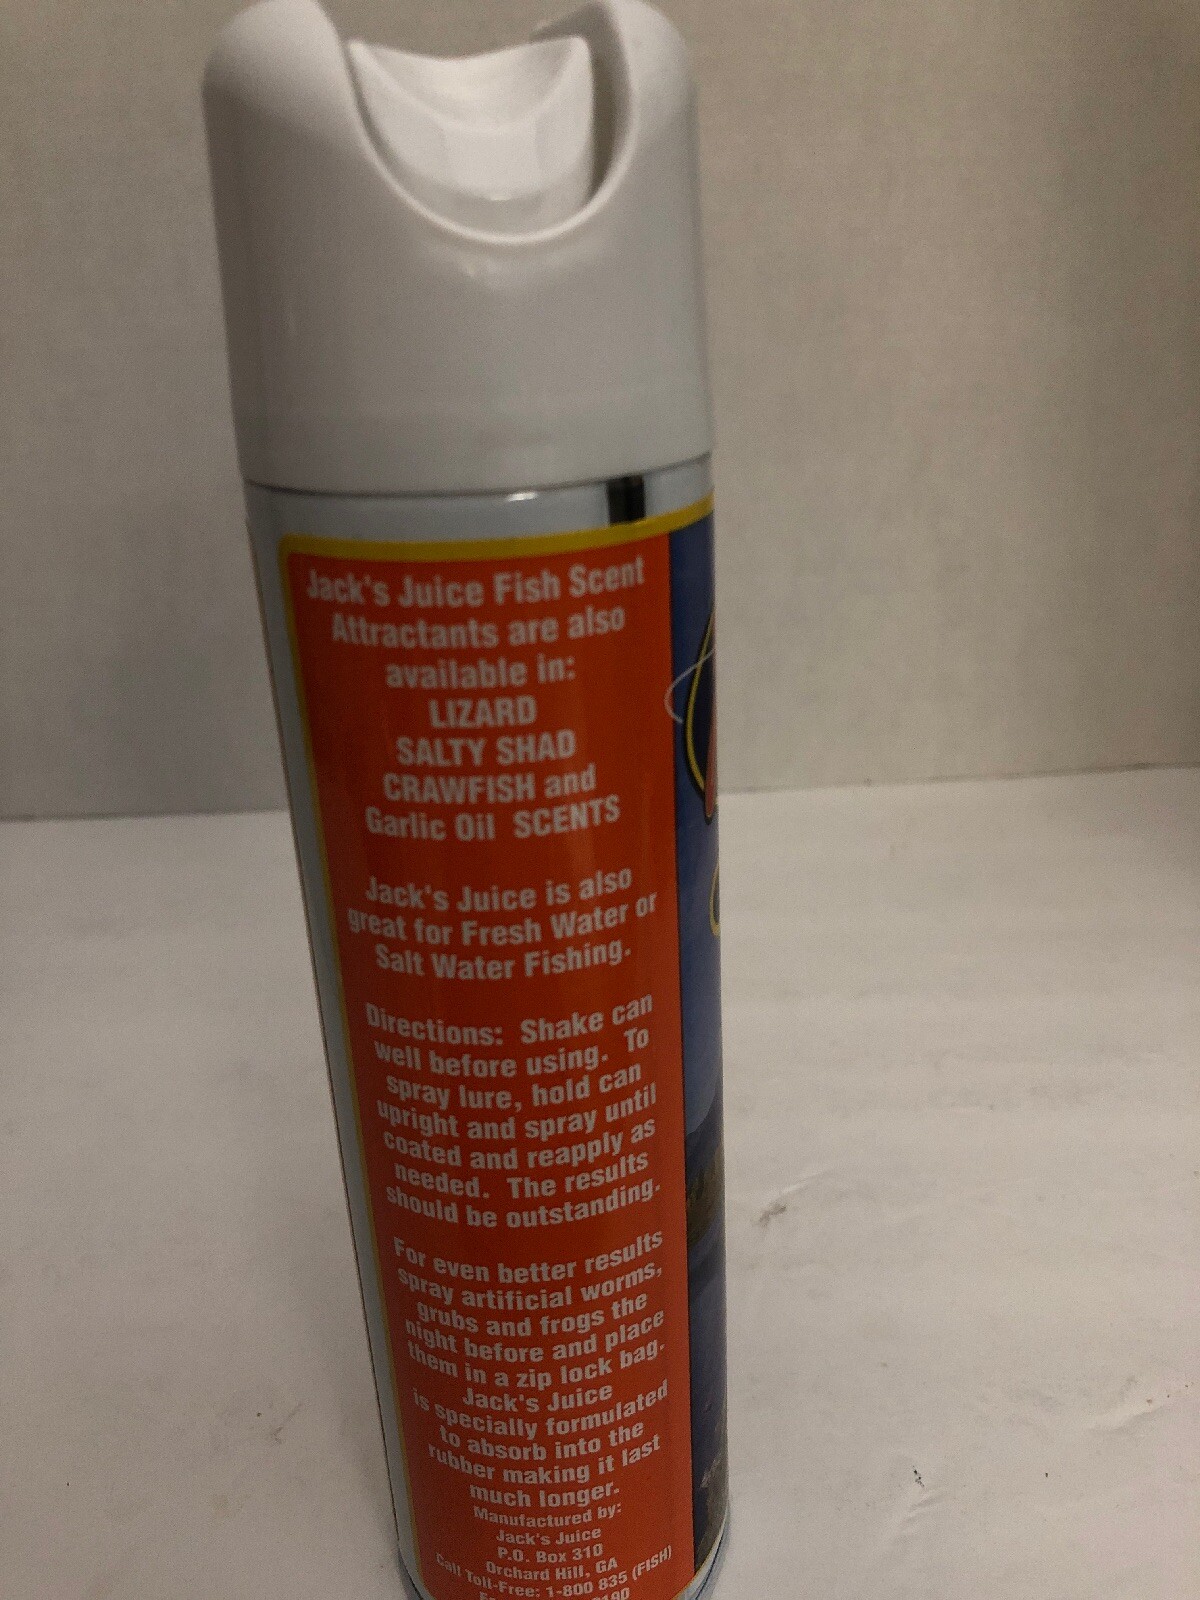 Jack's Juice Fish Scent
Attractants are also
available in:
LIZARD
SALTY SHAD
CRAWFISH and
Garlic Oil SCENTS
Jack's Juice is also
great for Fresh Water or
Salt Water Fishing.
Directions: Shake can
well before using. To
spray lure, hold can
upright and spray until
coated and reapply as
needed. The results
should be outstanding.
For even better results
spray artificial worms,
grubs and frogs the
night before and place
them in a zip lock bag.
Jack's Juice
is specially formulated
to absorb into the
rubber making it last
much longer.
Manufactured by:
Jack's Juice
P.O. Box 310
Orchard Hill, GA
Call Toll-Free: 1-800 835 (FISH)